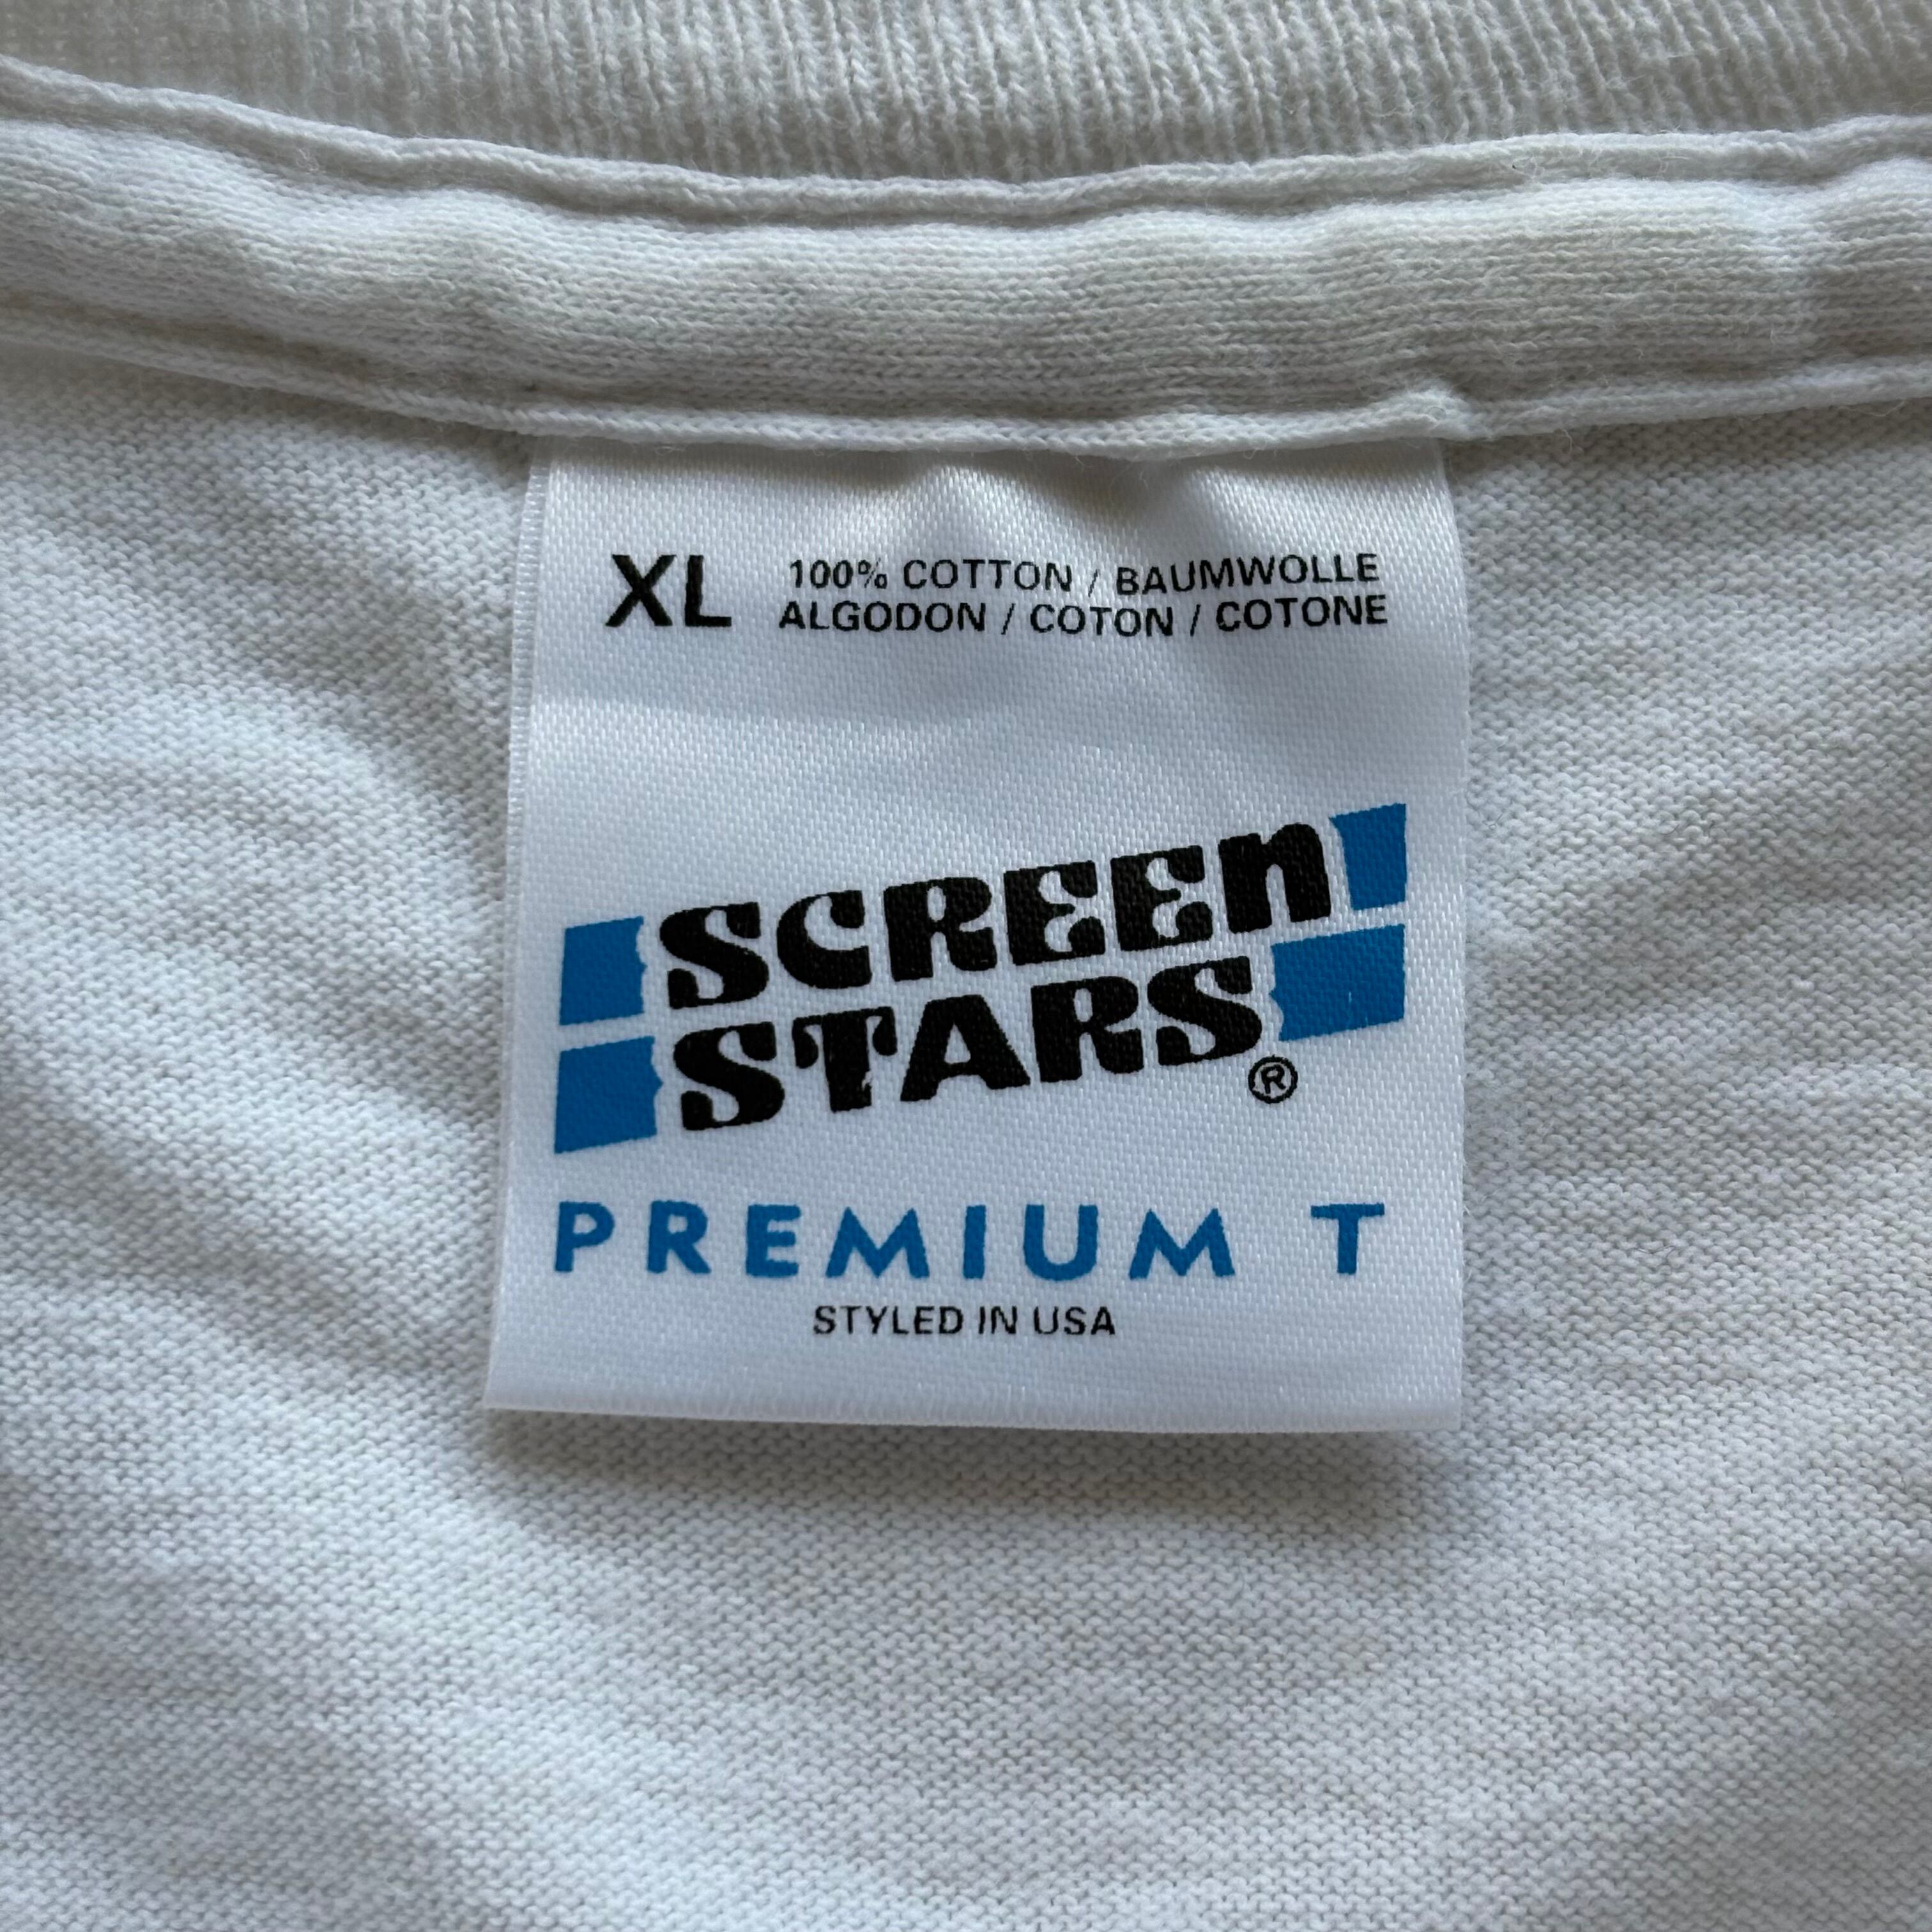 XL 100% COTTON / BAUMWOLLE
ALGODON / COTON / COTONE
SCREEn
STARS ®
PREMIUM T
STYLED IN USA